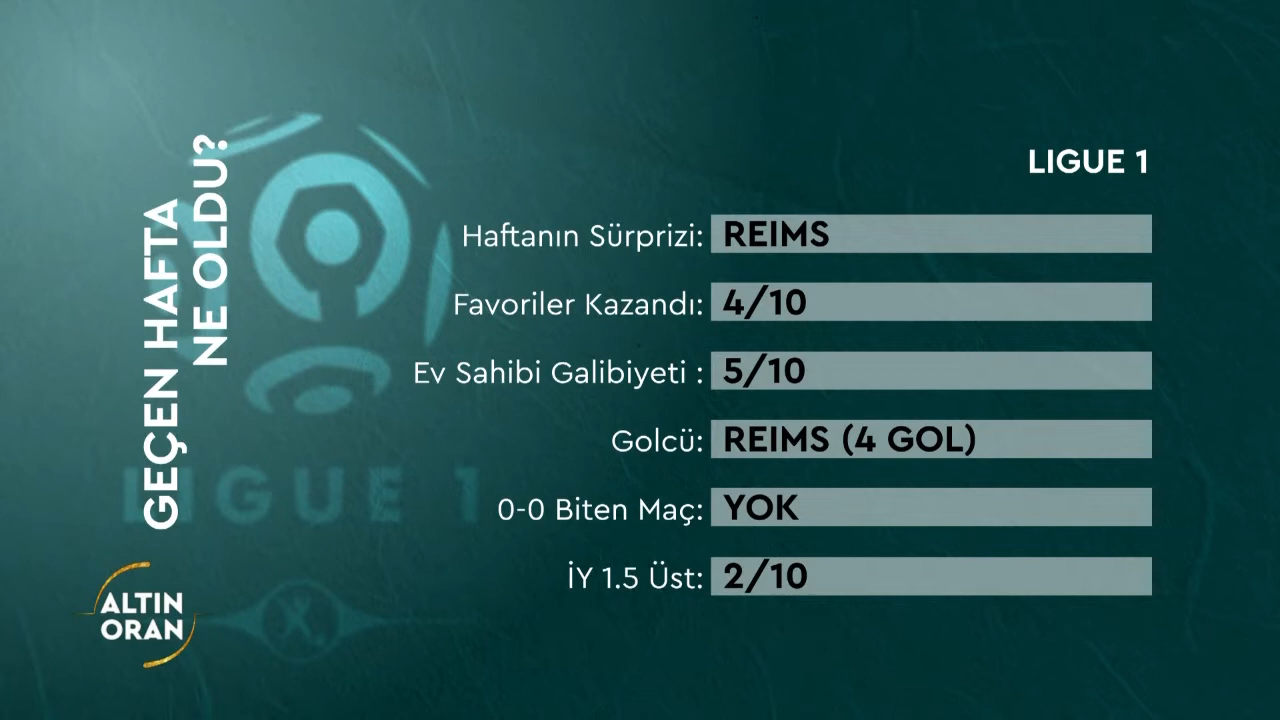 GEÇEN HAFTA
NE OLDU?
LIGUE 1
Haftanın Sürprizi: REIMS
Favoriler Kazandı: 4/10
Ev Sahibi Galibiyeti : 5/10
Golcü: REIMS (4 GOL)
0-0 Biten Maç: YOK
İY 1.5 Üst: 2/10
LIGUE 1
ALTIN
ORAN